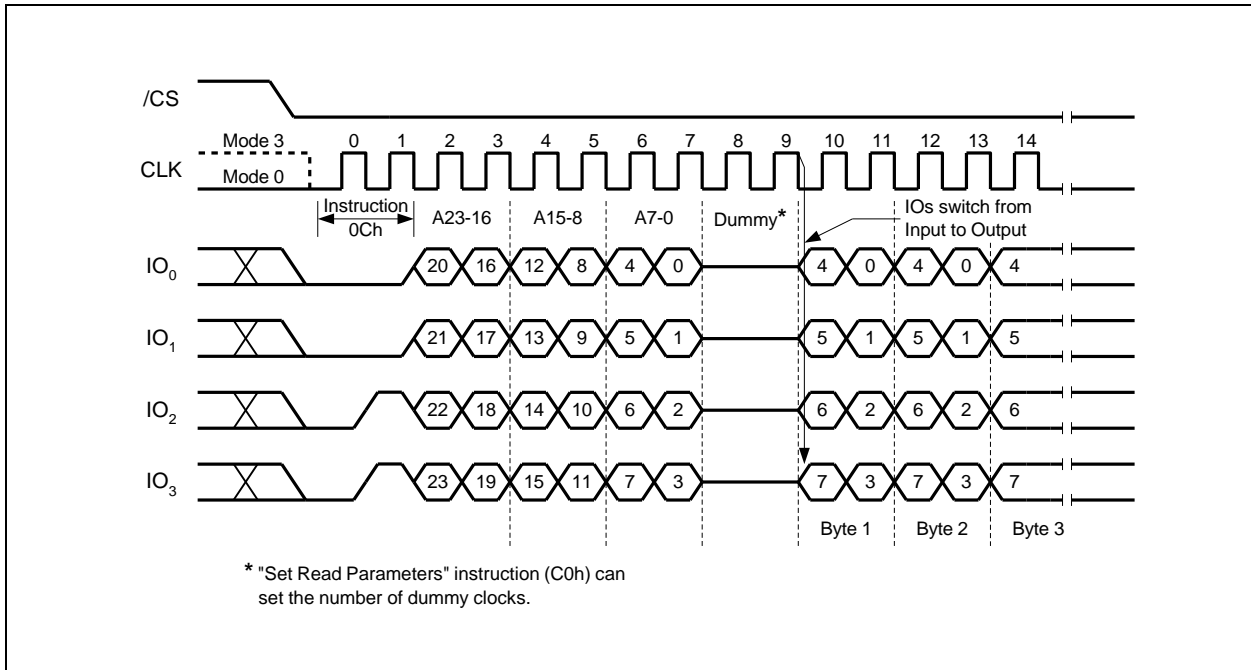 /CS
Mode 3 0 1 2 3 4 5 6 7 8 9 10 11 12 13 14
CLK
Mode 0
Instruction
0Ch
A23-16 A15-8 A7-0 Dummy*
IOs switch from
Input to Output
IO0 20 16 12 8 4 0 4 0 4 0 4
IO1 21 17 13 9 5 1 5 1 5 1 5
IO2 22 18 14 10 6 2 6 2 6 2 6
IO3 23 19 15 11 7 3 7 3 7 3 7
Byte 1 Byte 2 Byte 3
* "Set Read Parameters" instruction (C0h) can
set the number of dummy clocks.